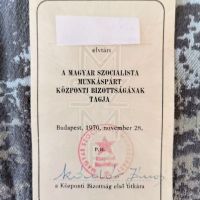 elvtárs
A MAGYAR SZOCIALISTA
MUNKÁSPÁRT
KÖZPONTI BIZOTTSÁGÁNAK
TAGJA
Budapest, 1970, november 28.
P.H.
a Központi Bizottság első titkára